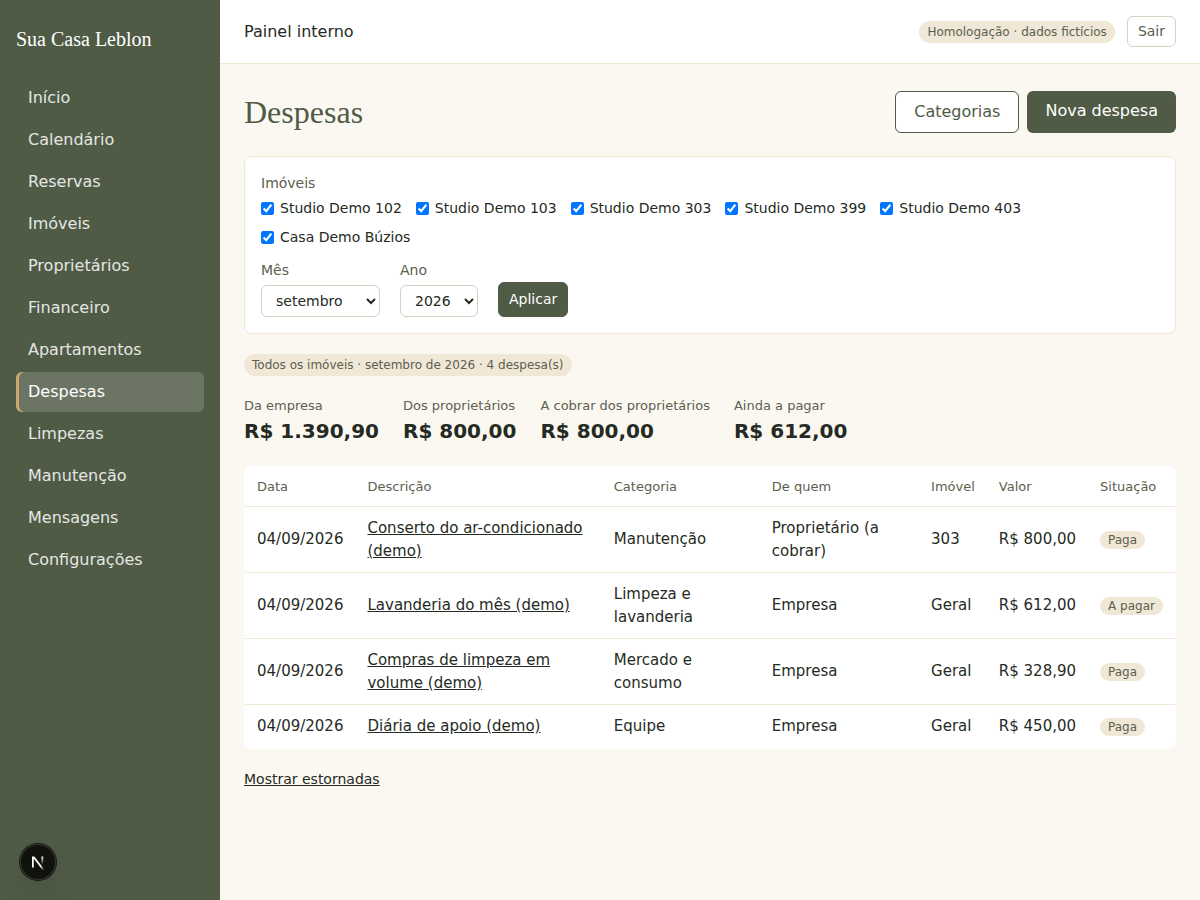 Sua Casa Leblon
Início
Calendário
Reservas
Imóveis
Proprietários
Financeiro
Apartamentos
Despesas
Limpezas
Manutenção
Mensagens
Configurações
Painel interno
Homologação · dados fictícios
Sair
Despesas
Categorias
Nova despesa
Imóveis
Studio Demo 102 Studio Demo 103 Studio Demo 303 Studio Demo 399 Studio Demo 403
Casa Demo Búzios
Mês Ano
setembro 2026 Aplicar
Todos os imóveis · setembro de 2026 · 4 despesa(s)
Da empresa Dos proprietários A cobrar dos proprietários Ainda a pagar
R$ 1.390,90 R$ 800,00 R$ 800,00 R$ 612,00
Data Descrição Categoria De quem Imóvel Valor Situação
04/09/2026 Conserto do ar-condicionado (demo) Manutenção Proprietário (a cobrar) 303 R$ 800,00 Paga
04/09/2026 Lavanderia do mês (demo) Limpeza e lavanderia Empresa Geral R$ 612,00 A pagar
04/09/2026 Compras de limpeza em volume (demo) Mercado e consumo Empresa Geral R$ 328,90 Paga
04/09/2026 Diária de apoio (demo) Equipe Empresa Geral R$ 450,00 Paga
Mostrar estornadas
N